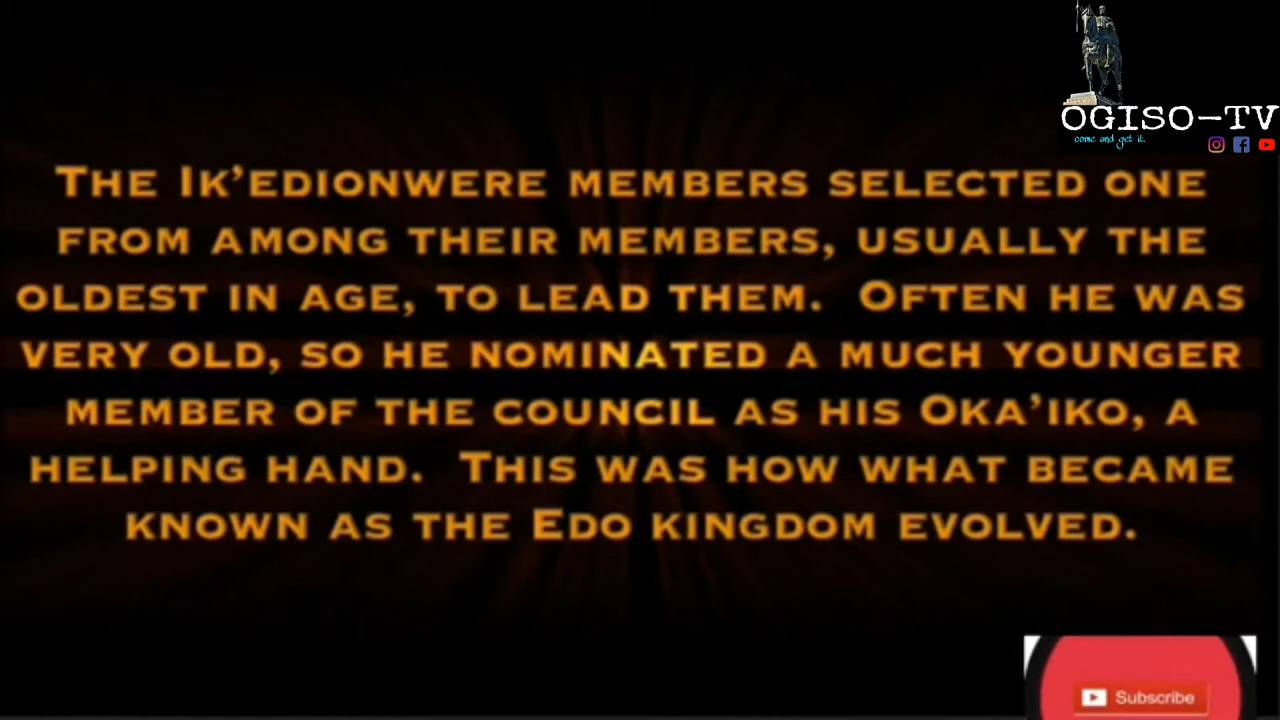 OGISO-TV
come and get it.
THE IK'EDIONWERE MEMBERS SELECTED ONE
FROM AMONG THEIR MEMBERS, USUALLY THE
OLDEST IN AGE, TO LEAD THEM. OFTEN HE WAS
VERY OLD, SO HE NOMINATED A MUCH YOUNGER
MEMBER OF THE COUNCIL AS HIS OKA'IKO, A
HELPING HAND. THIS WAS HOW WHAT BECAME
KNOWN AS THE EDO KINGDOM EVOLVED.
Subscribe